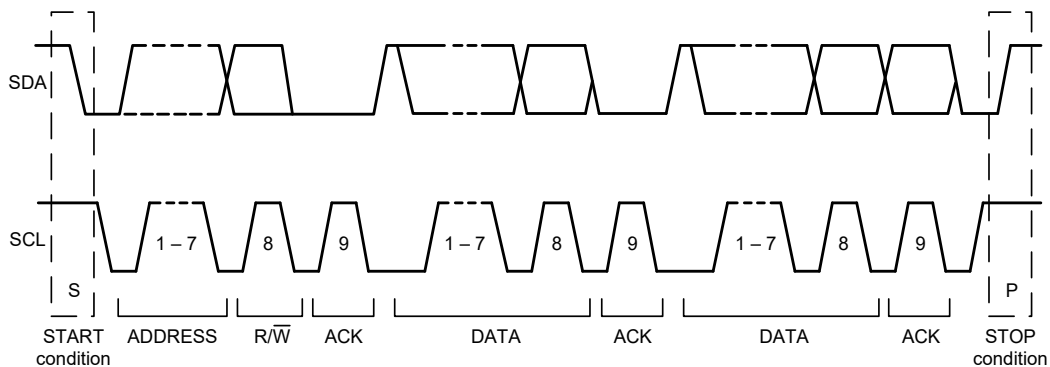 SDA
SCL
1 – 7 8 9 1 – 7 8 9 1 – 7 8 9
S P
START condition ADDRESS R/W̅ ACK DATA ACK DATA ACK STOP condition